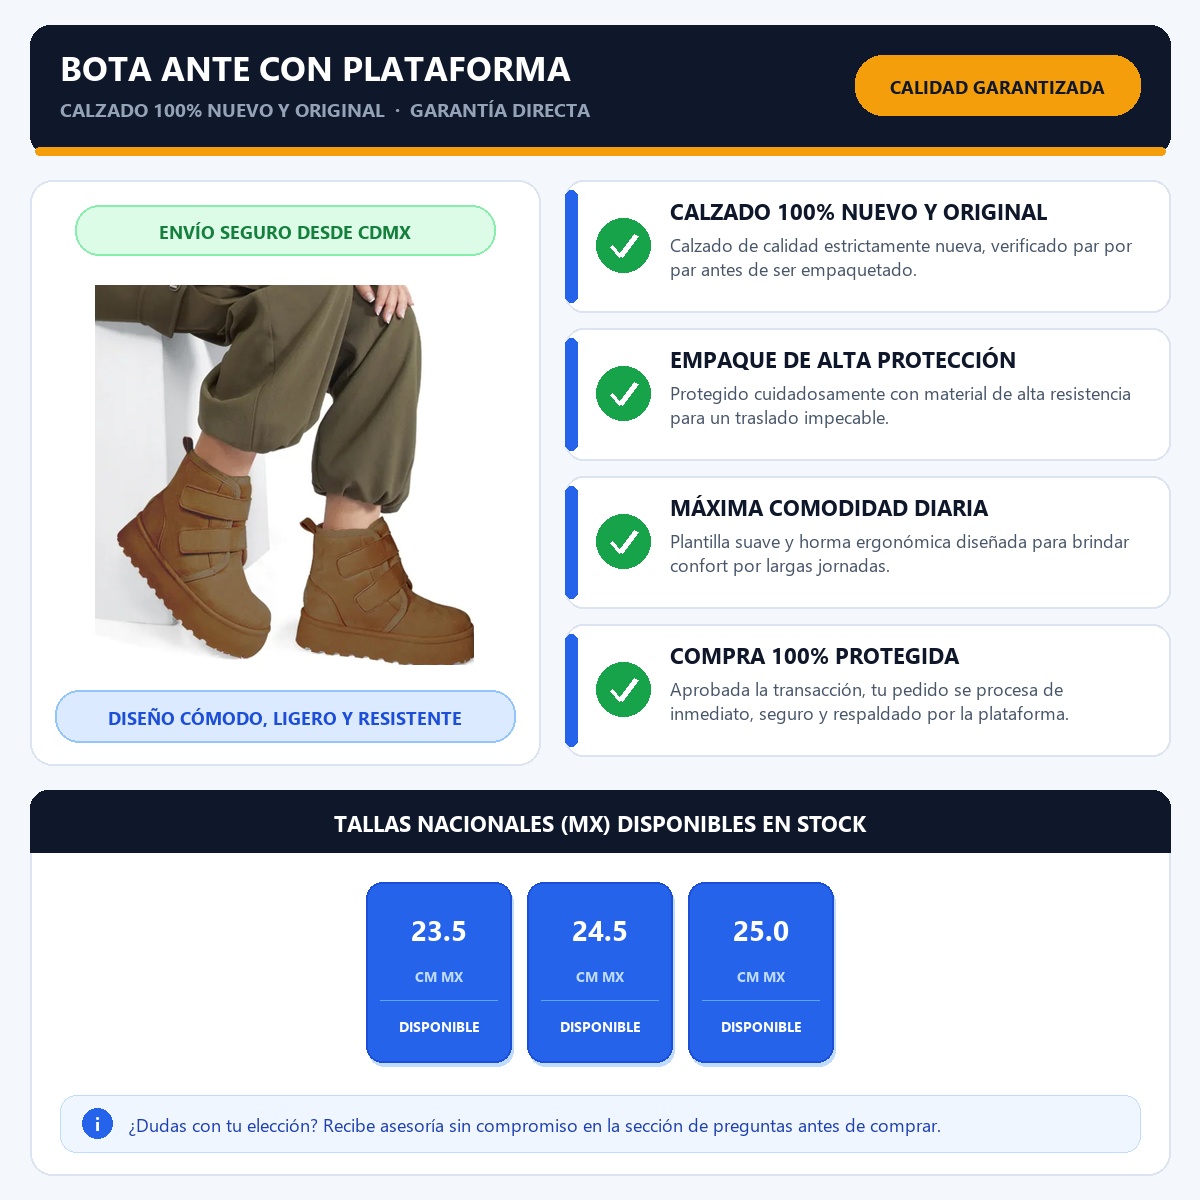 BOTA ANTE CON PLATAFORMA
CALZADO 100% NUEVO Y ORIGINAL · GARANTÍA DIRECTA
CALIDAD GARANTIZADA
ENVÍO SEGURO DESDE CDMX
DISEÑO CÓMODO, LIGERO Y RESISTENTE
CALZADO 100% NUEVO Y ORIGINAL
Calzado de calidad estrictamente nueva, verificado par por
par antes de ser empaquetado.
EMPAQUE DE ALTA PROTECCIÓN
Protegido cuidadosamente con material de alta resistencia
para un traslado impecable.
MÁXIMA COMODIDAD DIARIA
Plantilla suave y horma ergonómica diseñada para brindar
confort por largas jornadas.
COMPRA 100% PROTEGIDA
Aprobada la transacción, tu pedido se procesa de
inmediato, seguro y respaldado por la plataforma.
TALLAS NACIONALES (MX) DISPONIBLES EN STOCK
23.5
CM MX
DISPONIBLE
24.5
CM MX
DISPONIBLE
25.0
CM MX
DISPONIBLE
¿Dudas con tu elección? Recibe asesoría sin compromiso en la sección de preguntas antes de comprar.